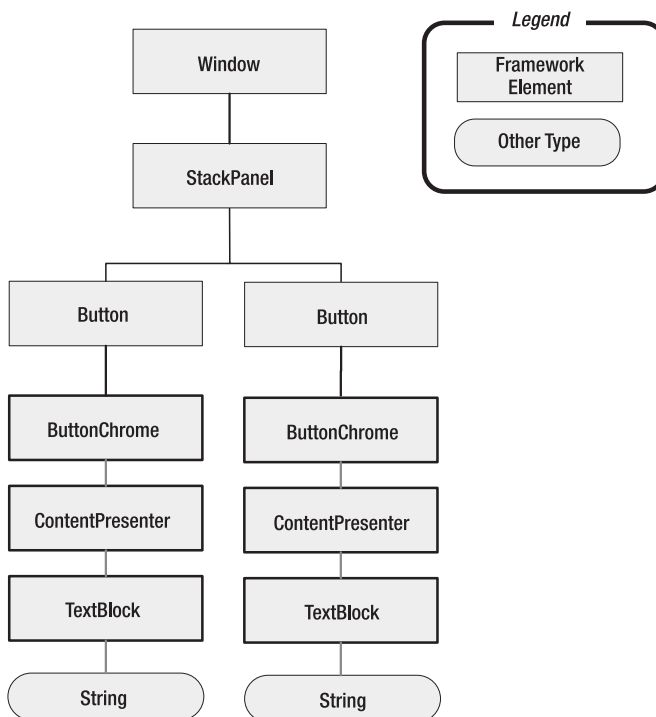 Legend
Framework
Element
Other Type
Window
StackPanel
Button
Button
ButtonChrome
ButtonChrome
ContentPresenter
ContentPresenter
TextBlock
TextBlock
String
String